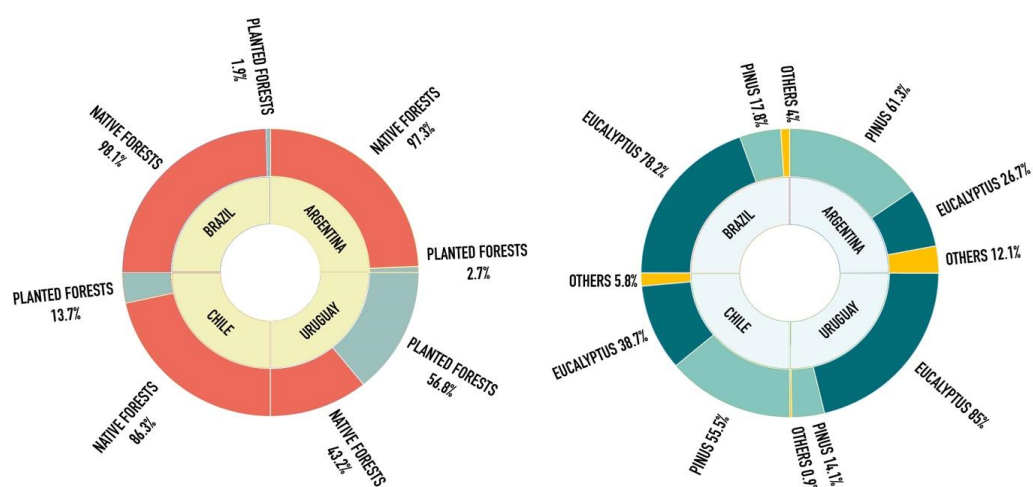 PLANTED FORESTS
1.9%
NATIVE FORESTS
98.1%
NATIVE FORESTS
97.3%
BRAZIL
ARGENTINA
PLANTED FORESTS
2.7%
PLANTED FORESTS
13.7%
CHILE
URUGUAY
PLANTED FORESTS
56.8%
NATIVE FORESTS
86.3%
NATIVE FORESTS
43.2%
PINUS 17.8%
OTHERS 4%
PINUS 61.3%
EUCALYPTUS 78.2%
EUCALYPTUS 26.7%
BRAZIL
ARGENTINA
OTHERS 12.1%
OTHERS 5.8%
CHILE
URUGUAY
EUCALYPTUS 38.7%
EUCALYPTUS 85%
PINUS 55.5%
OTHERS 0.9%
PINUS 14.1%